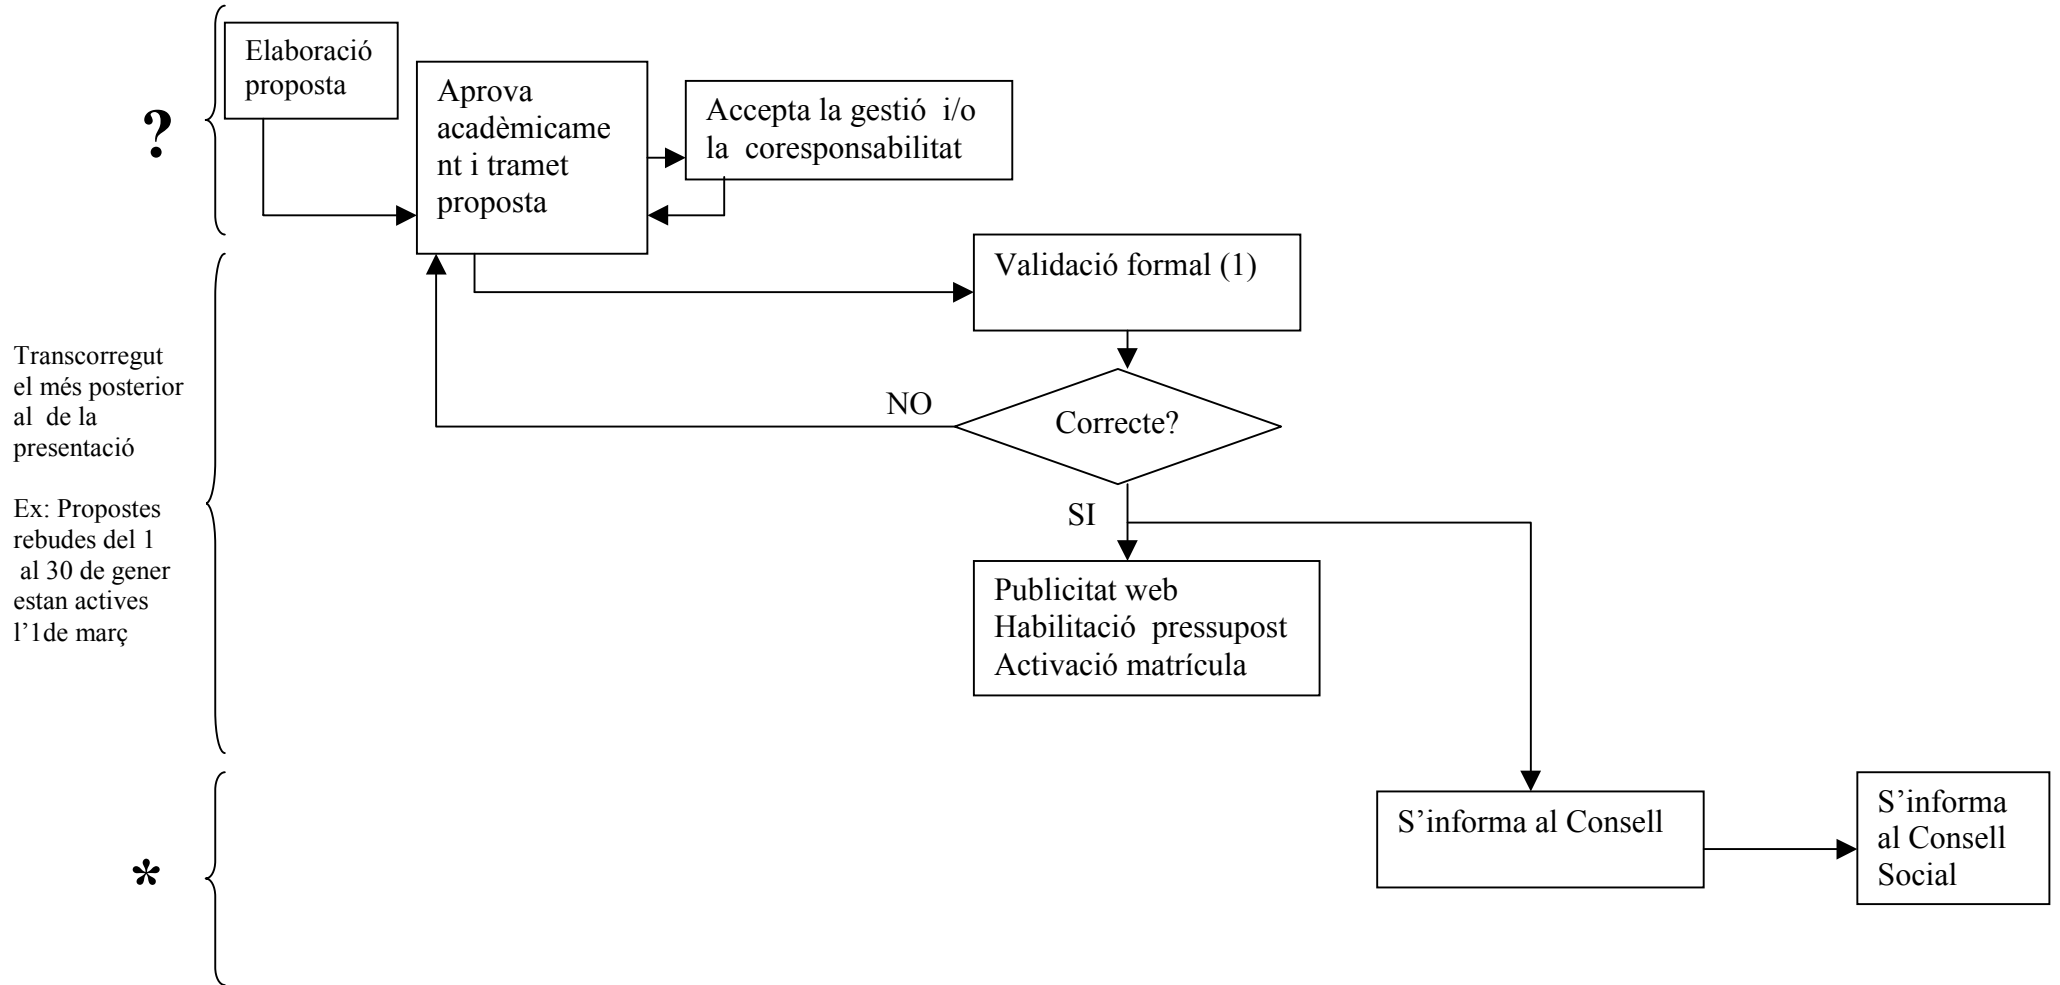 Elaboració
proposta
?
Aprova
acadèmicame
nt i tramet
proposta
Accepta la gestió  i/o
la  coresponsabilitat
Validació formal (1)
Transcorregut
el més posterior
al  de la
presentació
Ex: Propostes
rebudes del 1
al 30 de gener
estan actives
l’1de març
NO
Correcte?
SI
Publicitat web
Habilitació  pressupost
Activació matrícula
*
S’informa al Consell
S’informa
al Consell
Social